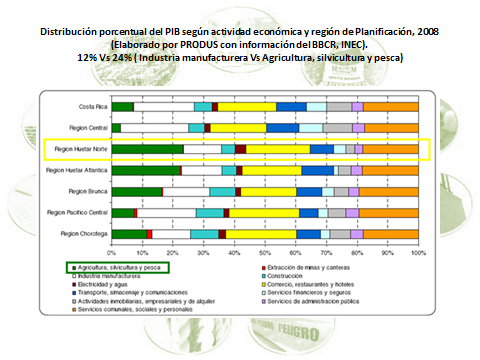 Distribución porcentual del PIB según actividad económica y región de Planificación, 2008
(Elaborado por PRODUS con información del BBCR, INEC).
12% Vs 24% ( Industria manufacturera Vs Agricultura, silvicultura y pesca)
Costa Rica
Region Central
Region Huetar Norte
Region Huetar Atlantica
Region Brunca
Region Pacifico Central
Region Chorotega
0% 10% 20% 30% 40% 50% 60% 70% 80% 90% 100%
Agricultura, silvicultura y pesca Extracción de minas y canteras
Industria manufacturera Construcción
Electricidad y agua Comercio, restaurantes y hoteles
Transporte, almacenaje y comunicaciones Servicios financieros y seguros
Actividades inmobiliarias, empresariales y de alquiler Servicios de administración pública
Servicios comunales, sociales y personales
PELIGRO